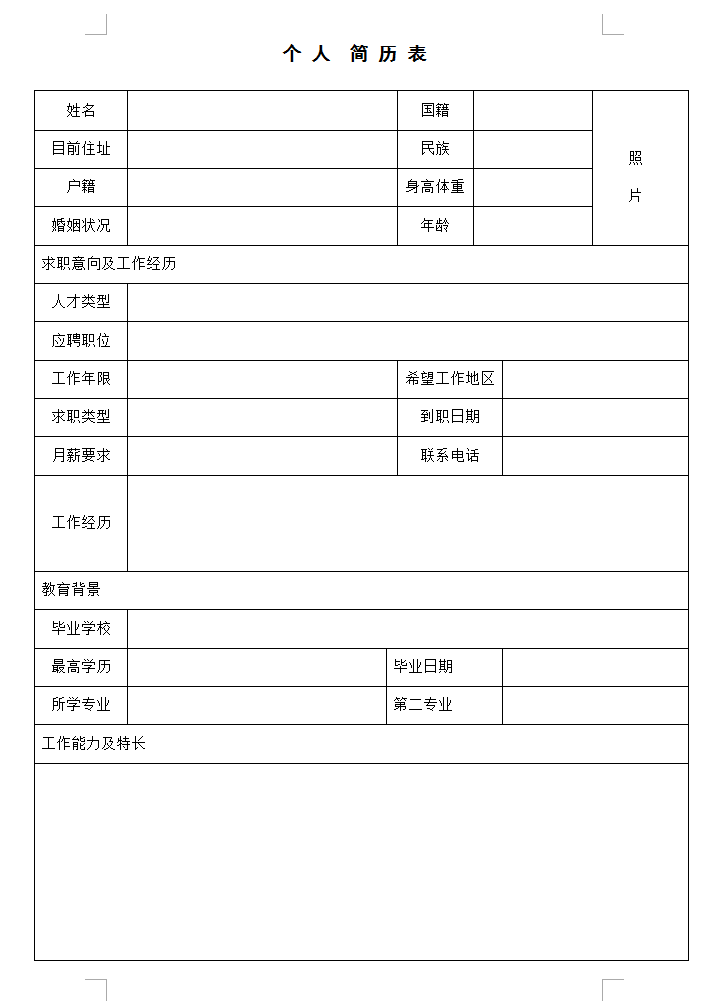 个 人 简 历 表
姓名 国籍
照
片
目前住址 民族
户籍 身高体重
婚姻状况 年龄
求职意向及工作经历
人才类型
应聘职位
工作年限 希望工作地区
求职类型 到职日期
月薪要求 联系电话
工作经历
教育背景
毕业学校
最高学历 毕业日期
所学专业 第二专业
工作能力及特长